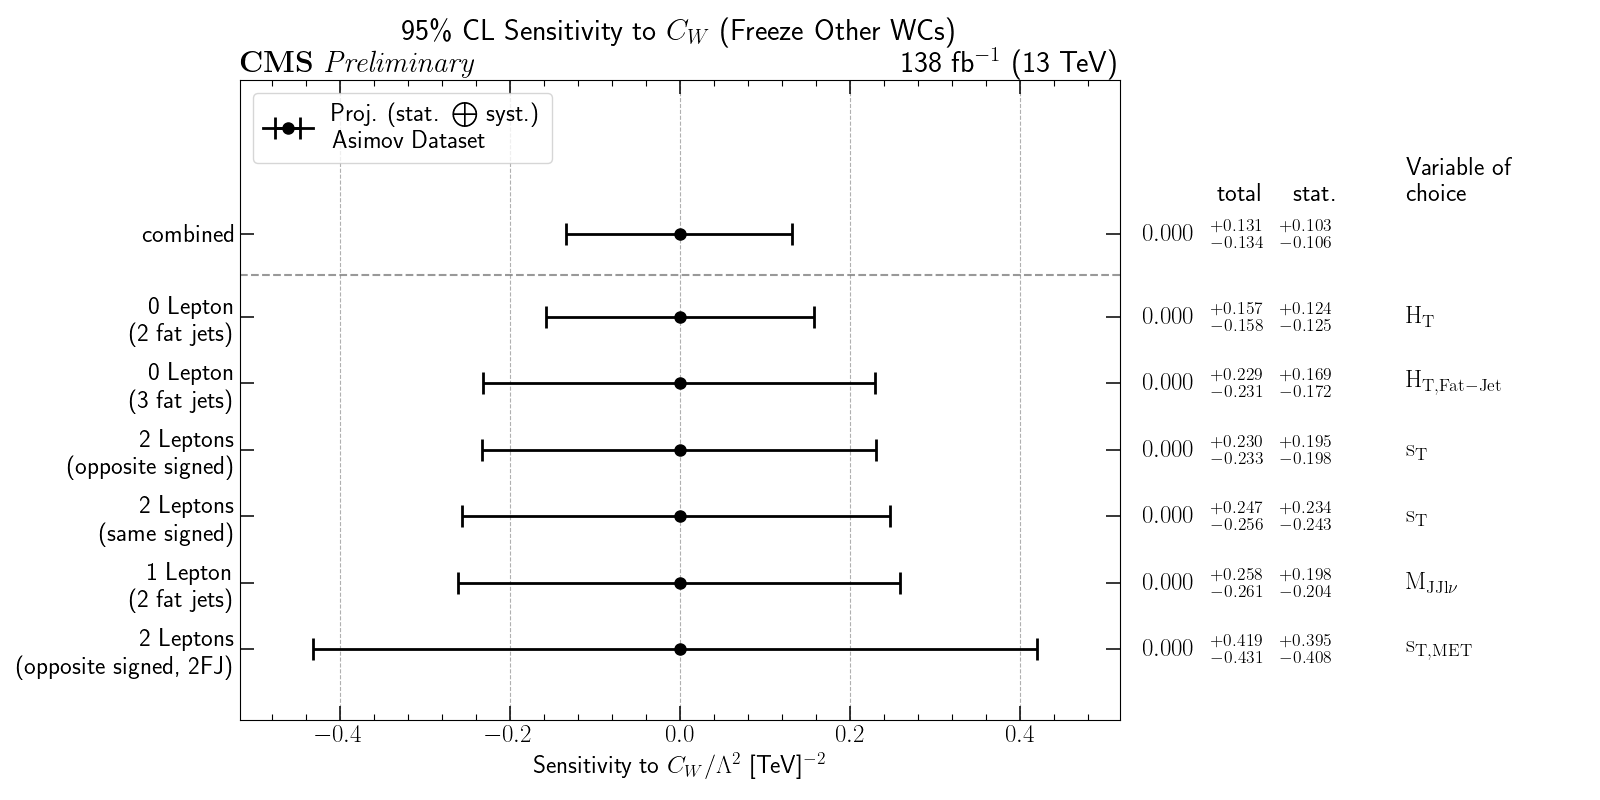 95% CL Sensitivity to C_W (Freeze Other WCs)
CMS Preliminary 138 fb⁻¹ (13 TeV)
Proj. (stat. ⨁ syst.)
Asimov Dataset
Variable of
total stat. choice
combined 0.000 +0.131 −0.134 +0.103 −0.106
0 Lepton
(2 fat jets) 0.000 +0.157 −0.158 +0.124 −0.125 H_T
0 Lepton
(3 fat jets) 0.000 +0.229 −0.231 +0.169 −0.172 H_T,Fat−Jet
2 Leptons
(opposite signed) 0.000 +0.230 −0.233 +0.195 −0.198 s_T
2 Leptons
(same signed) 0.000 +0.247 −0.256 +0.234 −0.243 s_T
1 Lepton
(2 fat jets) 0.000 +0.258 −0.261 +0.198 −0.204 M_JJlν
2 Leptons
(opposite signed, 2FJ) 0.000 +0.419 −0.431 +0.395 −0.408 s_T,MET
−0.4 −0.2 0.0 0.2 0.4
Sensitivity to C_W/Λ² [TeV]⁻²